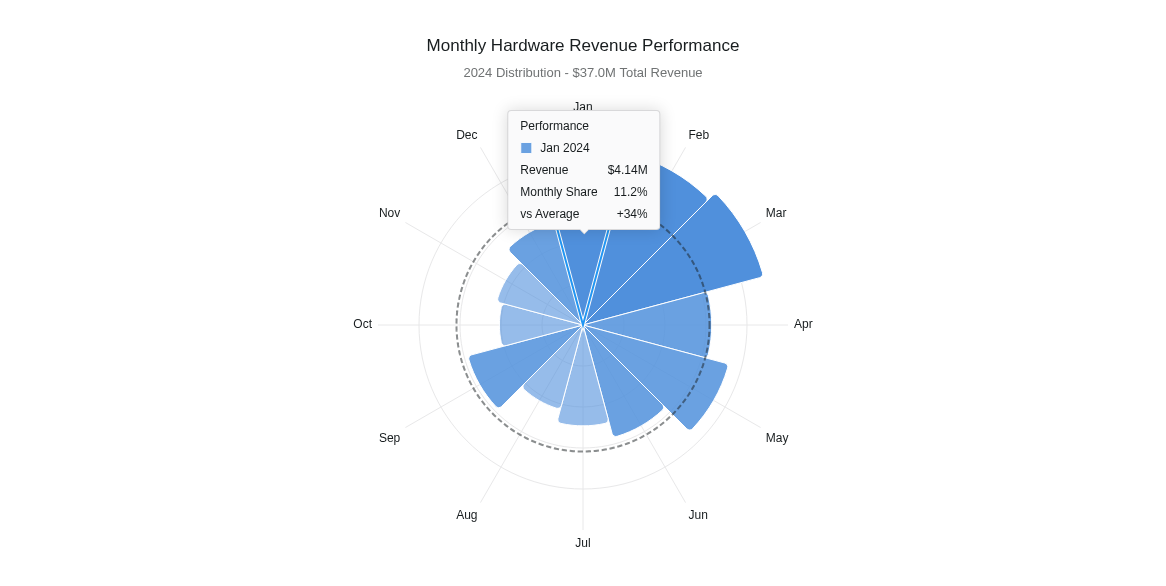 Monthly Hardware Revenue Performance
2024 Distribution - $37.0M Total Revenue
Jan
Performance
Jan 2024
Revenue $4.14M
Monthly Share 11.2%
vs Average +34%
Dec
Feb
Nov
Mar
Oct
Apr
Sep
May
Aug
Jun
Jul